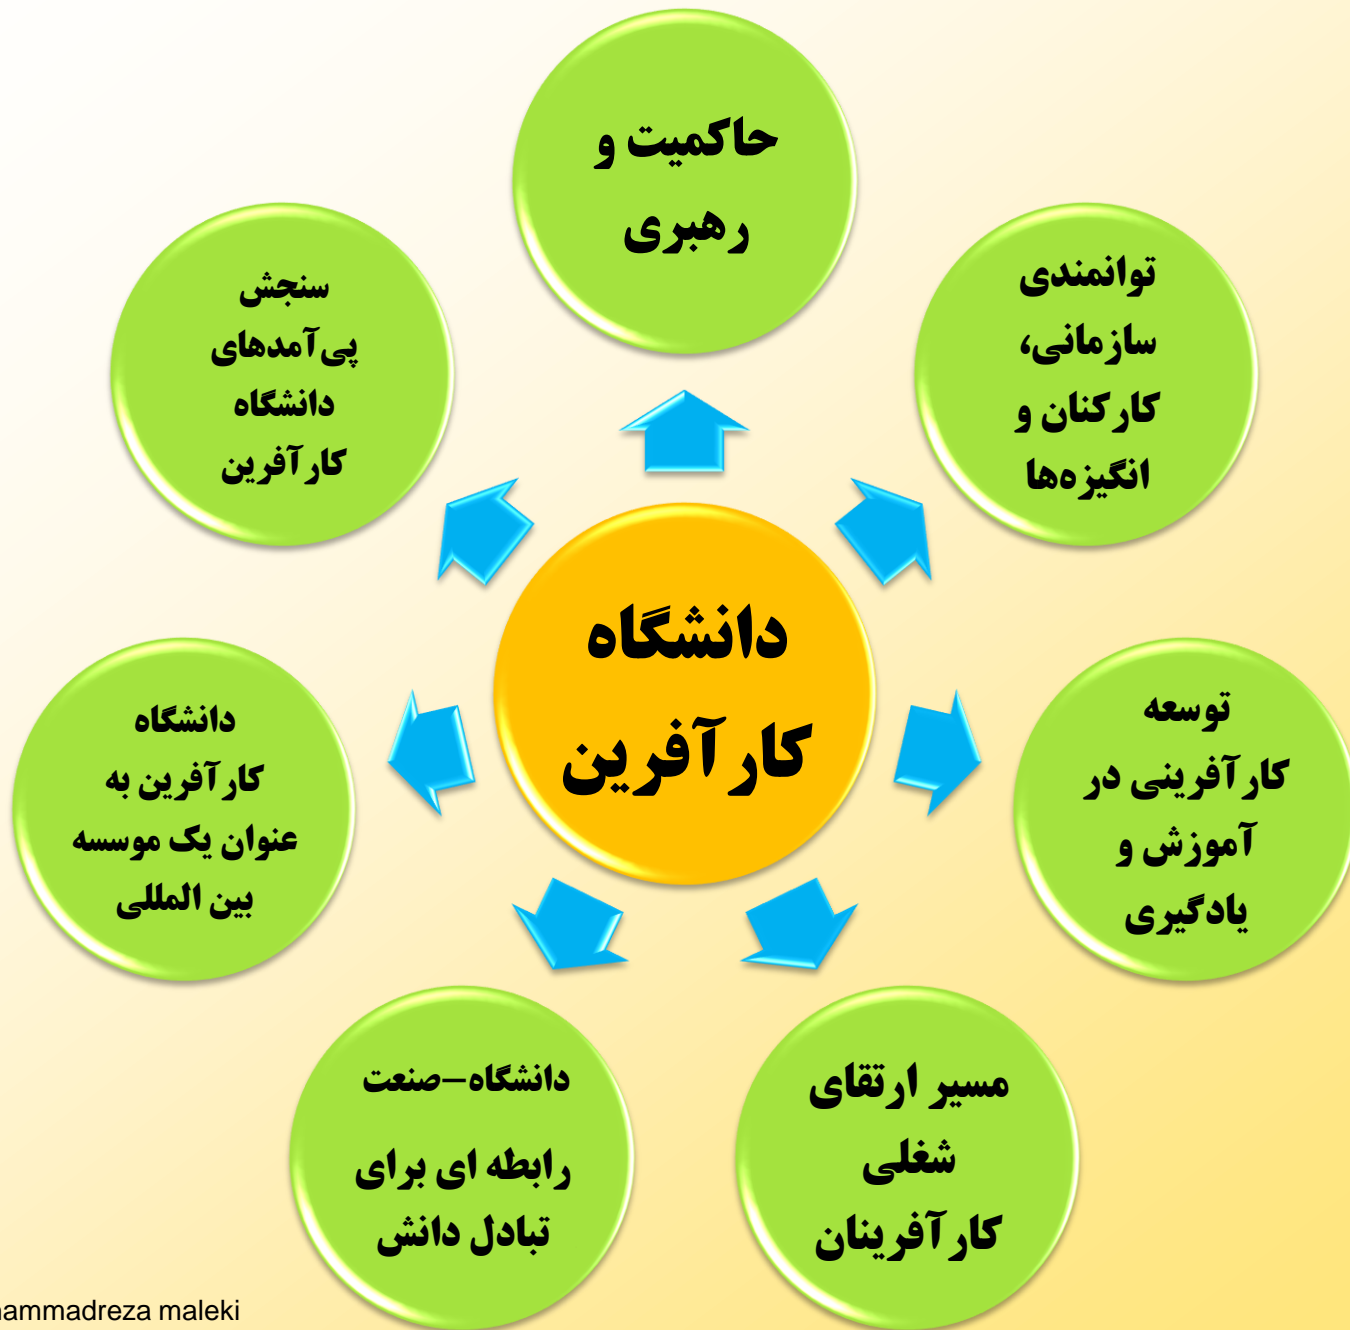 حاکمیت و
رهبری
توانمندی
سازمانی،
کارکنان و
انگیزه‌ها
توسعه
کارآفرینی در
آموزش و
یادگیری
مسیر ارتقای
شغلی
کارآفرینان
دانشگاه–صنعت
رابطه ای برای
تبادل دانش
دانشگاه
کارآفرین به
عنوان یک موسسه
بین المللی
سنجش
پی‌آمدهای
دانشگاه
کارآفرین
دانشگاه
کارآفرین
ammadreza maleki